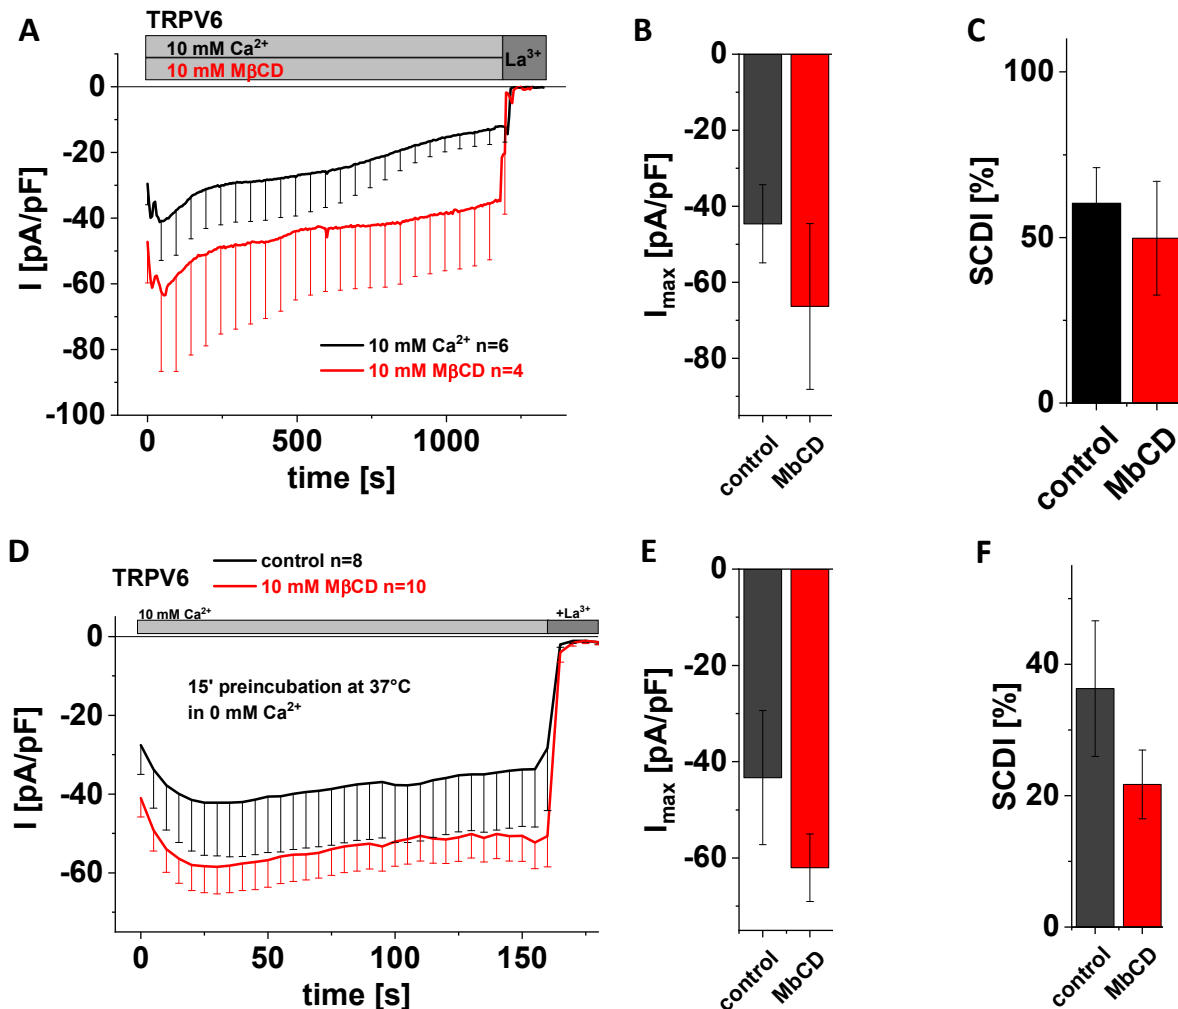 A
TRPV6
10 mM Ca²⁺
10 mM MβCD
La³⁺
0
-20
-40
-60
-80
-100
I [pA/pF]
10 mM Ca²⁺ n=6
10 mM MβCD n=4
0
500
1000
time [s]
B
0
-20
-40
-60
-80
Imax [pA/pF]
control
MbCD
C
100
50
0
SCDI [%]
control
MbCD
D
TRPV6
control n=8
10 mM MβCD n=10
10 mM Ca²⁺
+La³⁺
15' preincubation at 37°C
in 0 mM Ca²⁺
0
-20
-40
-60
I [pA/pF]
0
50
100
150
time [s]
E
0
-20
-40
-60
Imax [pA/pF]
control
MbCD
F
40
20
0
SCDI [%]
control
MbCD